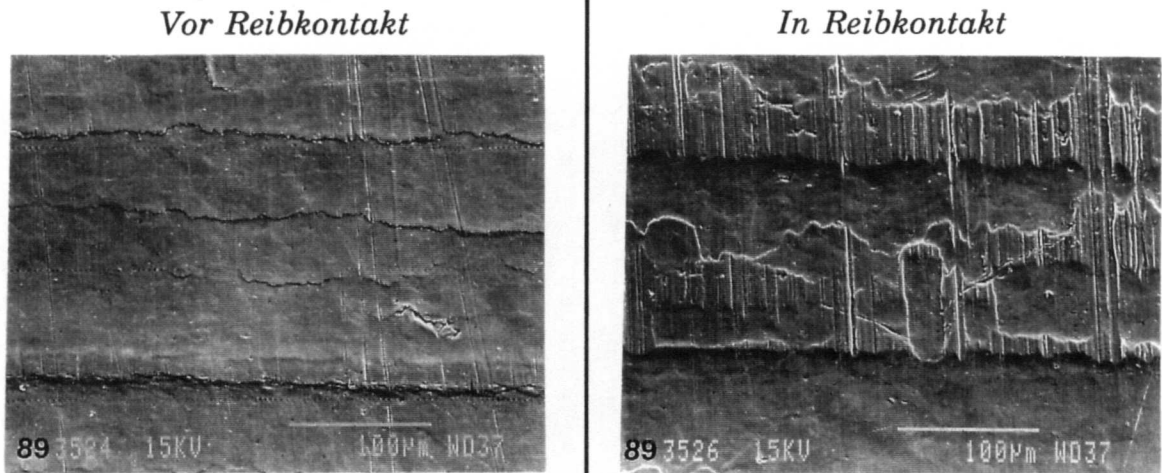 Vor Reibkontakt
In Reibkontakt
89 3524 15KV 100µm WD37
89 3526 15KV 100µm WD37